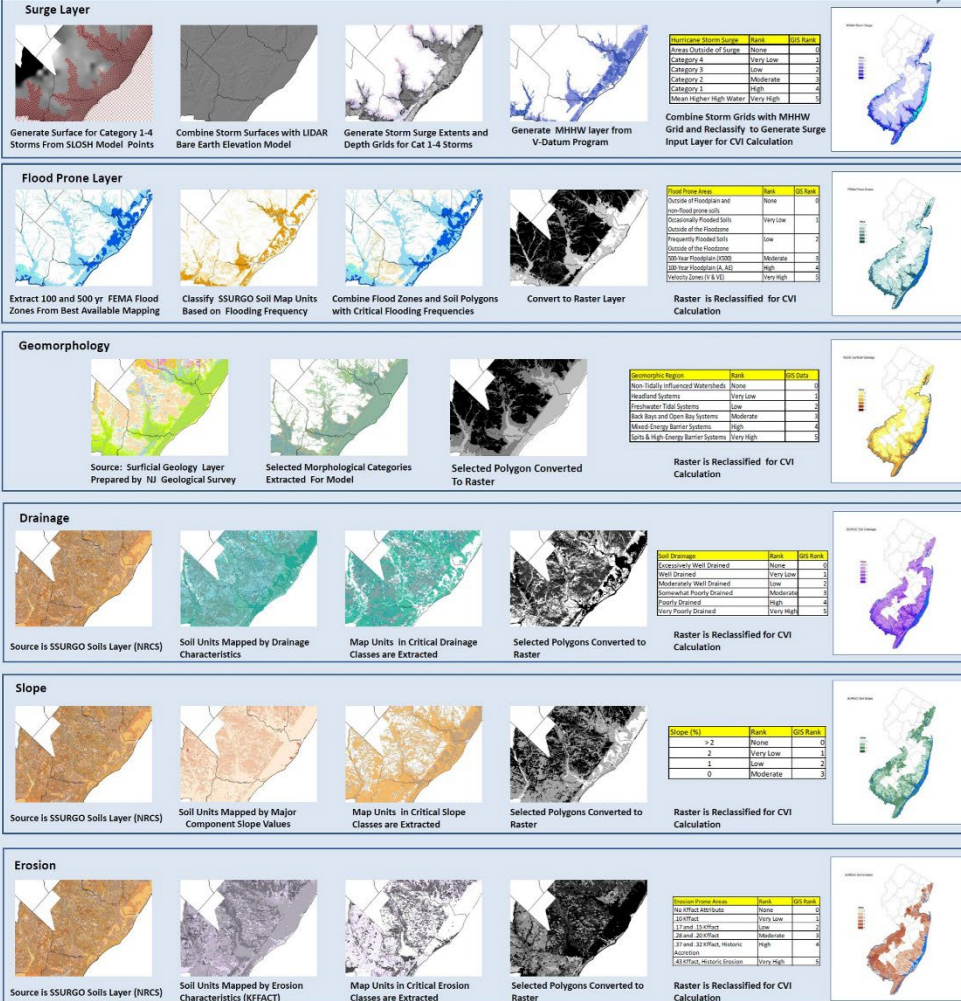 Surge Layer
Generate Surface for Category 1-4
Storms From SLOSH Model Points
Combine Storm Surfaces with LIDAR
Bare Earth Elevation Model
Generate Storm Surge Extents and
Depth Grids for Cat 1-4 Storms
Generate MHHW layer from
V-Datum Program
Hurricane Storm Surge Rank GIS Rank
Areas Outside of Surge None 0
Category 4 Very Low 1
Category 3 Low 2
Category 2 Moderate 3
Category 1 High 4
Mean Higher High Water Very High 5
Combine Storm Grids with MHHW
Grid and Reclassify to Generate Surge
Input Layer for CVI Calculation
Flood Prone Layer
Extract 100 and 500 yr FEMA Flood
Zones From Best Available Mapping
Classify SSURGO Soil Map Units
Based on Flooding Frequency
Combine Flood Zones and Soil Polygons
with Critical Flooding Frequencies
Convert to Raster Layer
Flood Prone Areas Rank GIS Rank
Outside of Floodplain and None 0
non-flood prone soils
Occasionally Flooded Soils Very Low 1
Outside of the Floodzone
Frequently Flooded Soils Low 2
Outside of the Floodzone
500-Year Floodplain (X500) Moderate 3
100-Year Floodplain (A, AE) High 4
Velocity Zones (V & VE) Very High 5
Raster is Reclassified for CVI
Calculation
Geomorphology
Source: Surficial Geology Layer
Prepared by NJ Geological Survey
Selected Morphological Categories
Extracted For Model
Selected Polygon Converted
To Raster
Geomorphic Region Rank GIS Data
Non-Tidally Influenced Watersheds None 0
Headland Systems Very Low 1
Freshwater Tidal Systems Low 2
Back Bays and Open Bay Systems Moderate 3
Mixed-Energy Barrier Systems High 4
Spits & High-Energy Barrier Systems Very High 5
Raster is Reclassified for CVI
Calculation
Drainage
Source is SSURGO Soils Layer (NRCS)
Soil Units Mapped by Drainage
Characteristics
Map Units in Critical Drainage
Classes are Extracted
Selected Polygons Converted to
Raster
Soil Drainage Rank GIS Rank
Excessively Well Drained None 0
Well Drained Very Low 1
Moderately Well Drained Low 2
Somewhat Poorly Drained Moderate 3
Poorly Drained High 4
Very Poorly Drained Very High 5
Raster is Reclassified for CVI
Calculation
Slope
Source is SSURGO Soils Layer (NRCS)
Soil Units Mapped by Major
Component Slope Values
Map Units in Critical Slope
Classes are Extracted
Selected Polygons Converted to
Raster
Slope (%) Rank GIS Rank
>2 None 0
2 Very Low 1
1 Low 2
0 Moderate 3
Raster is Reclassified for CVI
Calculation
Erosion
Source is SSURGO Soils Layer (NRCS)
Soil Units Mapped by Erosion
Characteristics (KFFACT)
Map Units in Critical Erosion
Classes are Extracted
Selected Polygons Converted to
Raster
Erosion Prone Areas Rank GIS Rank
No Kffact Attribute None 0
.10 Kffact Very Low 1
.17 and .15 Kffact Low 2
.28 and .20 Kffact Moderate 3
.37 and .32 Kffact, Historic High 4
Accretion
.43 Kffact, Historic Erosion Very High 5
Raster is Reclassified for CVI
Calculation